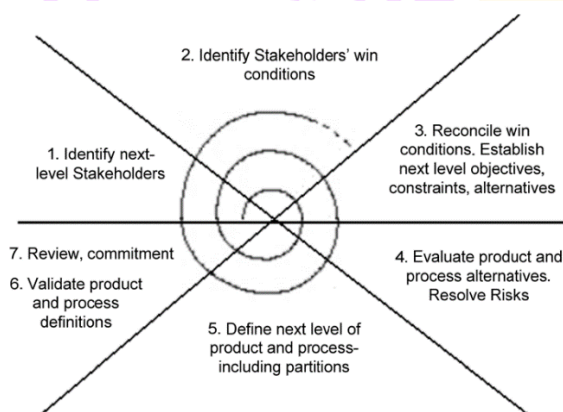 2. Identify Stakeholders' win
conditions
1. Identify next-
level Stakeholders
3. Reconcile win
conditions. Establish
next level objectives,
constraints, alternatives
7. Review, commitment
6. Validate product
and process
definitions
4. Evaluate product and
process alternatives.
Resolve Risks
5. Define next level of
product and process-
including partitions